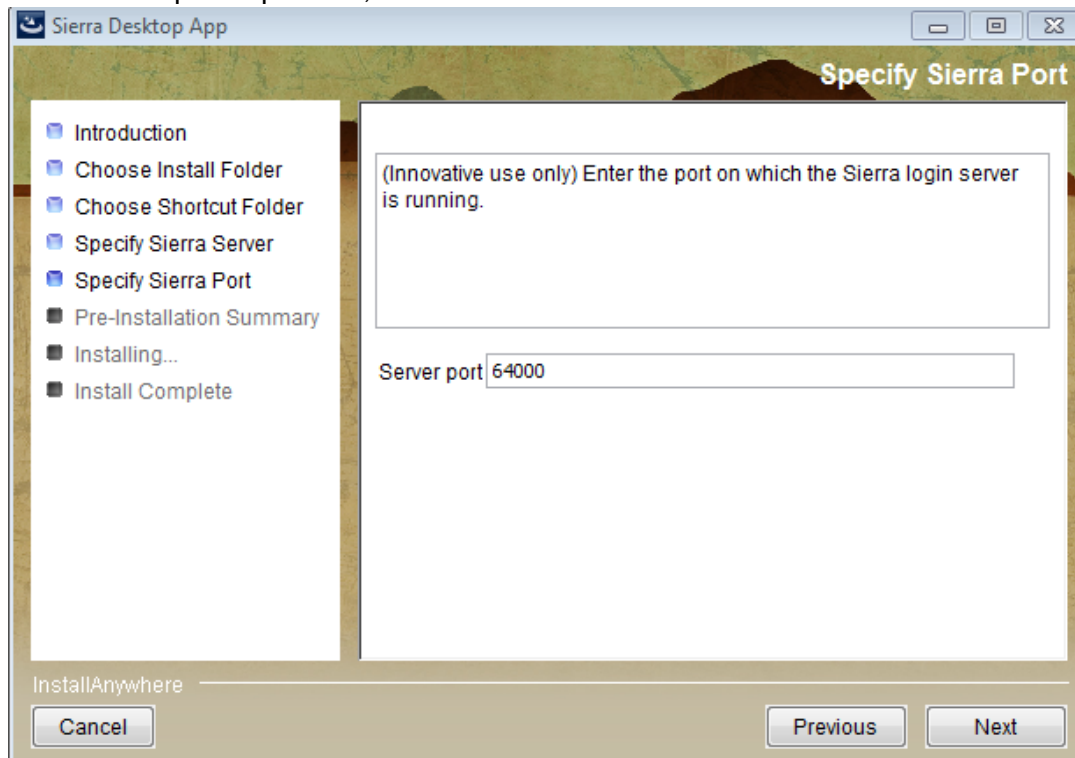 Sierra Desktop App
Specify Sierra Port
Introduction
Choose Install Folder
Choose Shortcut Folder
Specify Sierra Server
Specify Sierra Port
Pre-Installation Summary
Installing...
Install Complete
(Innovative use only) Enter the port on which the Sierra login server
is running.
Server port 64000
InstallAnywhere
Cancel
Previous
Next